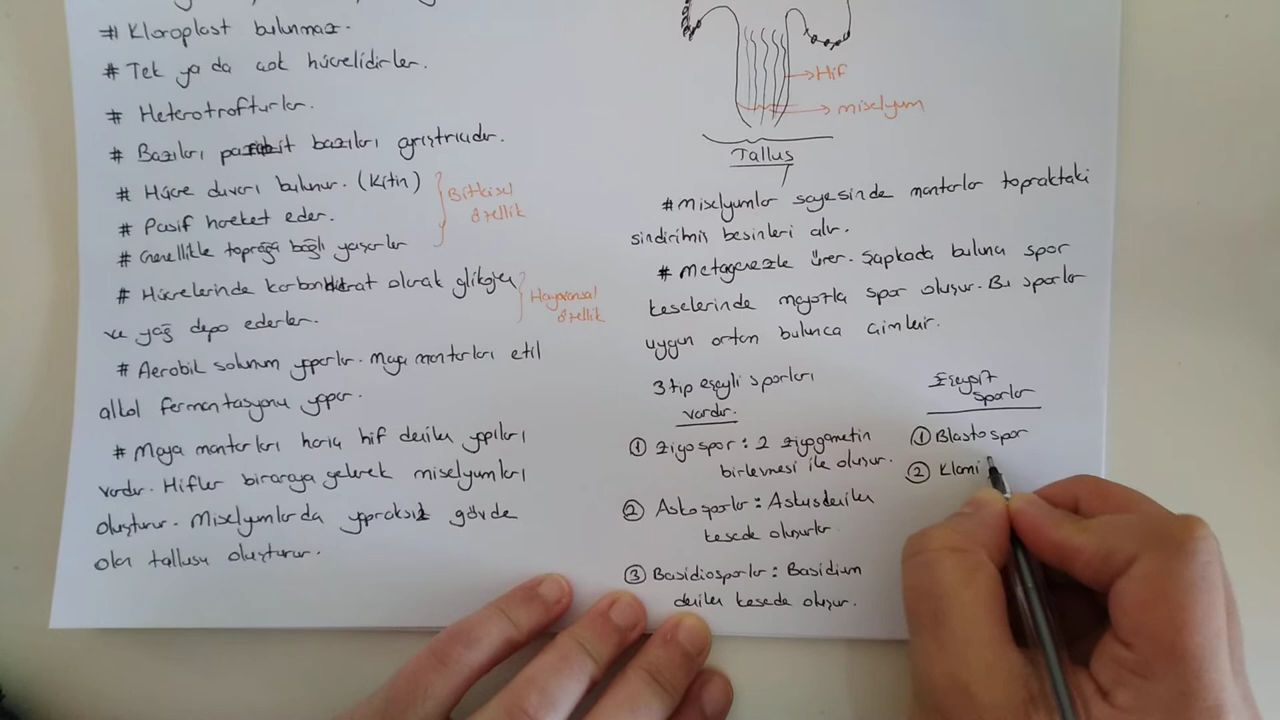 # Kloroplast bulunmaz.
# Tek ya da çok hücrelidirler.
# Heterotrofturlar.
# Bazıları parazit bazıları ayrıştırıcıdır.
# Hücre duvarı bulunur. (Kitin)
# Pasif hareket eder.
# Genellikle toprağa bağlı yaşarlar
Bitkisel
özellik
# Hücrelerinde karbonhidrat olarak glikojen
ve yağ depo ederler.
Hayvansal
özellik
# Aerobik solunum yaparlar. Maya mantarları etil
alkol fermantasyonu yapar.
# Maya mantarları hariç hif denilen yapıları
vardır. Hifler biraraya gelerek miselyumları
oluşturur. Miselyumlarda yapraksız gövde
olan tallusu oluşturur.
Hif
miselyum
Tallus
# Miselyumlar sayesinde mantarlar topraktaki
sindirilmiş besinleri alır.
# Metagenezle ürer. Şapkada buluna spor
keselerinde mayozla spor oluşur. Bu sporlar
uygun ortam bulunca çimlenir.
3 tip eşeyli sporları
vardır.
① Zigospor : 2 zigogametin
birleşmesi ile oluşur.
② Askosporlar : Askus denilen
kesede oluşurlar.
③ Basidiosporlar : Basidium
denilen kesede oluşur.
Eşeysiz
sporlar
① Blastospor
② Klami